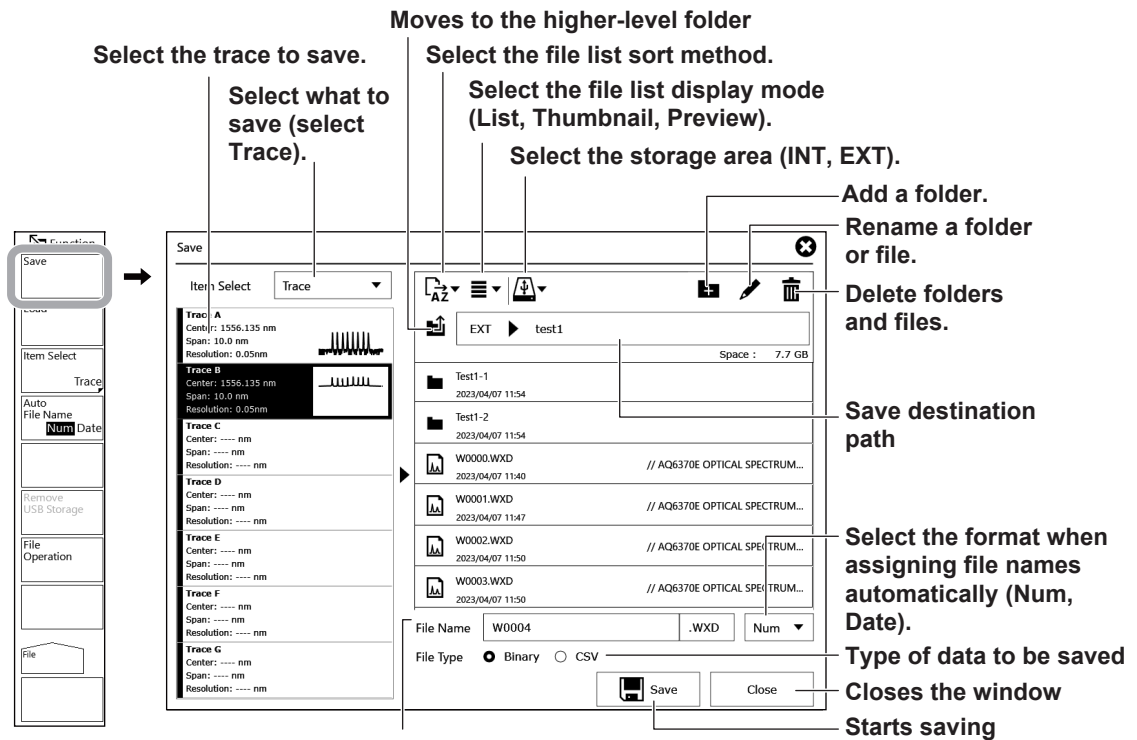 Moves to the higher-level folder
Select the trace to save.
Select the file list sort method.
Select what to
save (select
Trace).
Select the file list display mode
(List, Thumbnail, Preview).
Select the storage area (INT, EXT).
Add a folder.
Rename a folder
or file.
Delete folders
and files.
Save destination
path
Select the format when
assigning file names
automatically (Num,
Date).
Type of data to be saved
Closes the window
Starts saving
Function
Save
Load
Item Select
Trace
Auto
File Name
Num Date
Remove
USB Storage
File
Operation
File
Save
Item Select
Trace
Trace A
Center: 1556.135 nm
Span: 10.0 nm
Resolution: 0.05nm
Trace B
Center: 1556.135 nm
Span: 10.0 nm
Resolution: 0.05nm
Trace C
Center: ---- nm
Span: ---- nm
Resolution: ---- nm
Trace D
Center: ---- nm
Span: ---- nm
Resolution: ---- nm
Trace E
Center: ---- nm
Span: ---- nm
Resolution: ---- nm
Trace F
Center: ---- nm
Span: ---- nm
Resolution: ---- nm
Trace G
Center: ---- nm
Span: ---- nm
Resolution: ---- nm
AZ
EXT test1
Space : 7.7 GB
Test1-1
2023/04/07 11:54
Test1-2
2023/04/07 11:54
W0000.WXD // AQ6370E OPTICAL SPECTRUM...
2023/04/07 11:40
W0001.WXD // AQ6370E OPTICAL SPECTRUM...
2023/04/07 11:47
W0002.WXD // AQ6370E OPTICAL SPECTRUM...
2023/04/07 11:50
W0003.WXD // AQ6370E OPTICAL SPECTRUM...
2023/04/07 11:50
File Name W0004 .WXD Num
File Type Binary CSV
Save Close